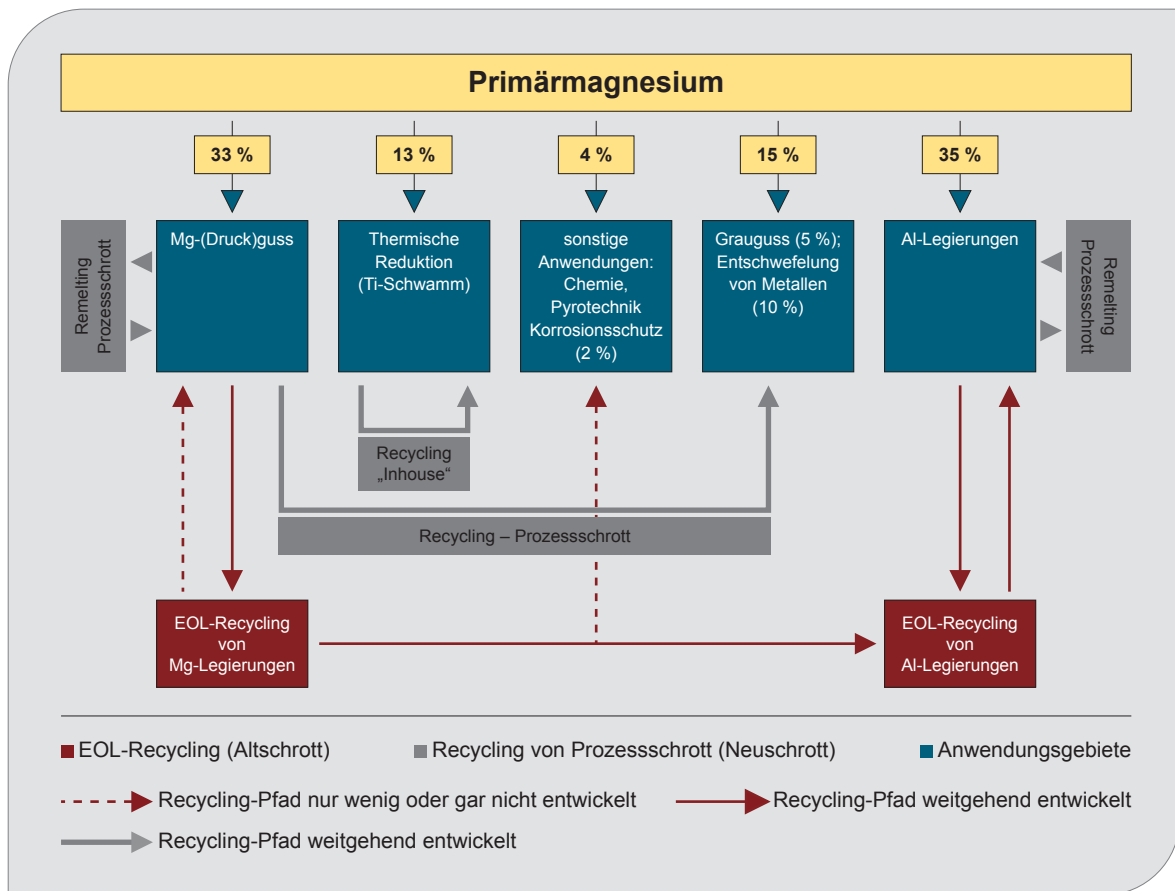 Primärmagnesium
33 %
13 %
4 %
15 %
35 %
Remelting
Prozessschrott
Mg-(Druck)guss
Thermische
Reduktion
(Ti-Schwamm)
sonstige
Anwendungen:
Chemie,
Pyrotechnik
Korrosionsschutz
(2 %)
Grauguss (5 %);
Entschwefelung
von Metallen
(10 %)
Al-Legierungen
Remelting
Prozessschrott
Recycling
„Inhouse“
Recycling – Prozessschrott
EOL-Recycling
von
Mg-Legierungen
EOL-Recycling
von
Al-Legierungen
EOL-Recycling (Altschrott)
Recycling von Prozessschrott (Neuschrott)
Anwendungsgebiete
Recycling-Pfad nur wenig oder gar nicht entwickelt
Recycling-Pfad weitgehend entwickelt
Recycling-Pfad weitgehend entwickelt